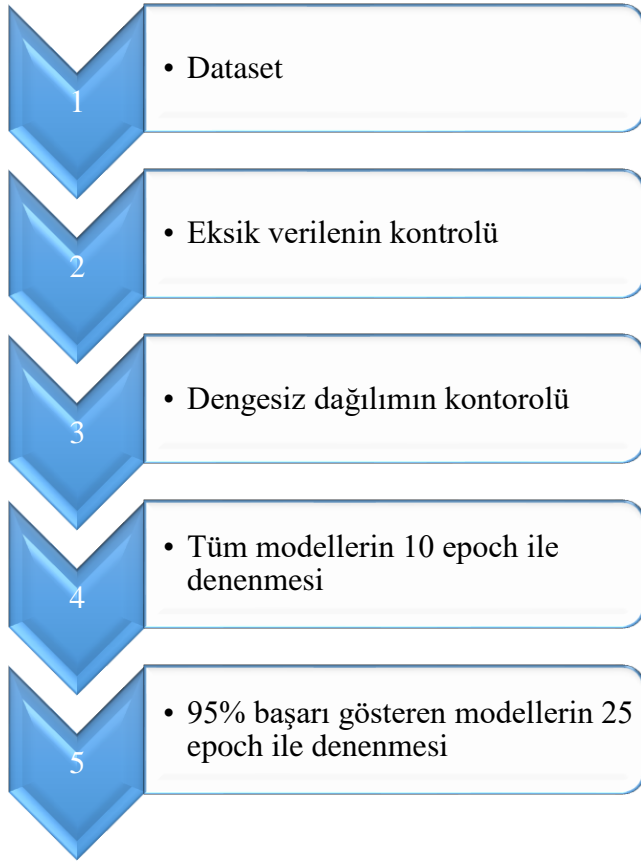 1
• Dataset
2
• Eksik verilenin kontrolü
3
• Dengesiz dağılımın kontorolü
4
• Tüm modellerin 10 epoch ile
denenmesi
5
• 95% başarı gösteren modellerin 25
epoch ile denenmesi